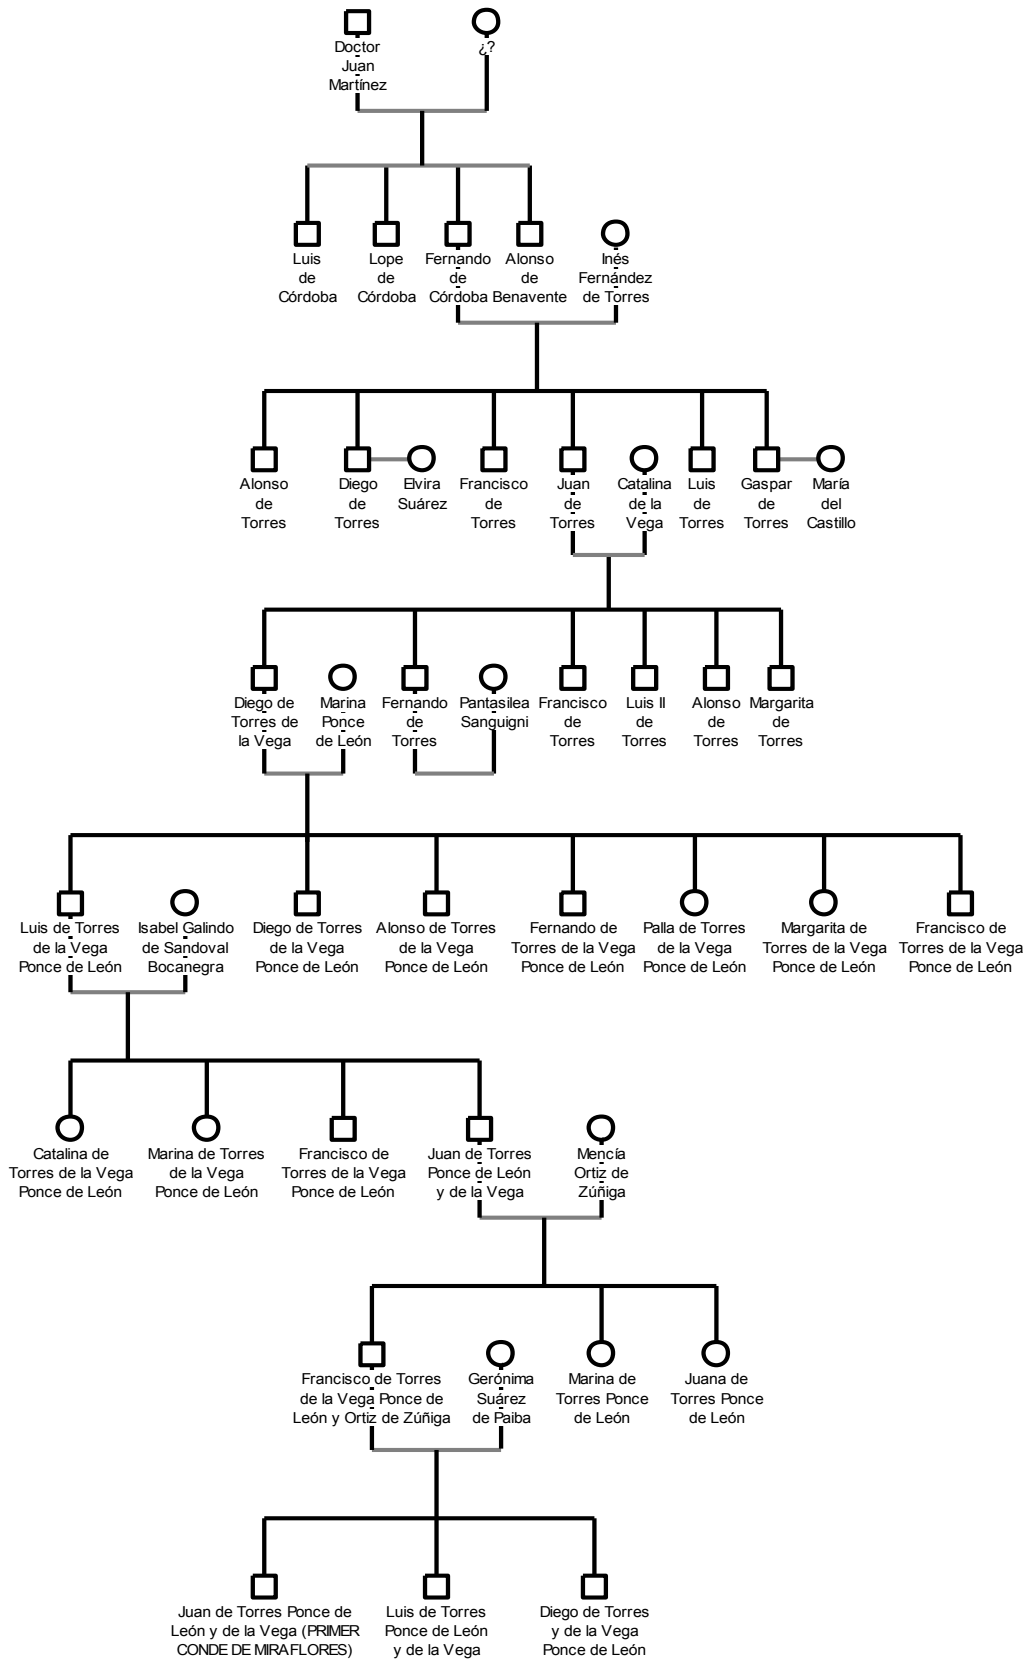 Doctor
Juan
Martínez
¿?
Luis
de
Córdoba
Lope
de
Córdoba
Fernando
de
Córdoba
Alonso
de
Benavente
Inés
Fernández
de Torres
Alonso
de
Torres
Diego
de
Torres
Elvira
Suárez
Francisco
de
Torres
Juan
de
Torres
Catalina
de la
Vega
Luis
de
Torres
Gaspar
de
Torres
María
del
Castillo
Diego de
Torres de
la Vega
Marina
Ponce
de León
Fernando
de
Torres
Pantasilea
Sanguigni
Francisco
de
Torres
Luis II
de
Torres
Alonso
de
Torres
Margarita
de
Torres
Luis de Torres
de la Vega
Ponce de León
Isabel Galindo
de Sandoval
Bocanegra
Diego de Torres
de la Vega
Ponce de León
Alonso de Torres
de la Vega
Ponce de León
Fernando de
Torres de la Vega
Ponce de León
Palla de Torres
de la Vega
Ponce de León
Margarita de
Torres de la Vega
Ponce de León
Francisco de
Torres de la Vega
Ponce de León
Catalina de
Torres de la Vega
Ponce de León
Marina de Torres
de la Vega
Ponce de León
Francisco de
Torres de la Vega
Ponce de León
Juan de Torres
Ponce de León
y de la Vega
Mencía
Ortiz de
Zúñiga
Francisco de Torres
de la Vega Ponce de
León y Ortiz de Zúñiga
Gerónima
Suárez
de Paiba
Marina de
Torres Ponce
de León
Juana de
Torres Ponce
de León
Juan de Torres Ponce de
León y de la Vega (PRIMER
CONDE DE MIRAFLORES)
Luis de Torres
Ponce de León
y de la Vega
Diego de Torres
y de la Vega
Ponce de León